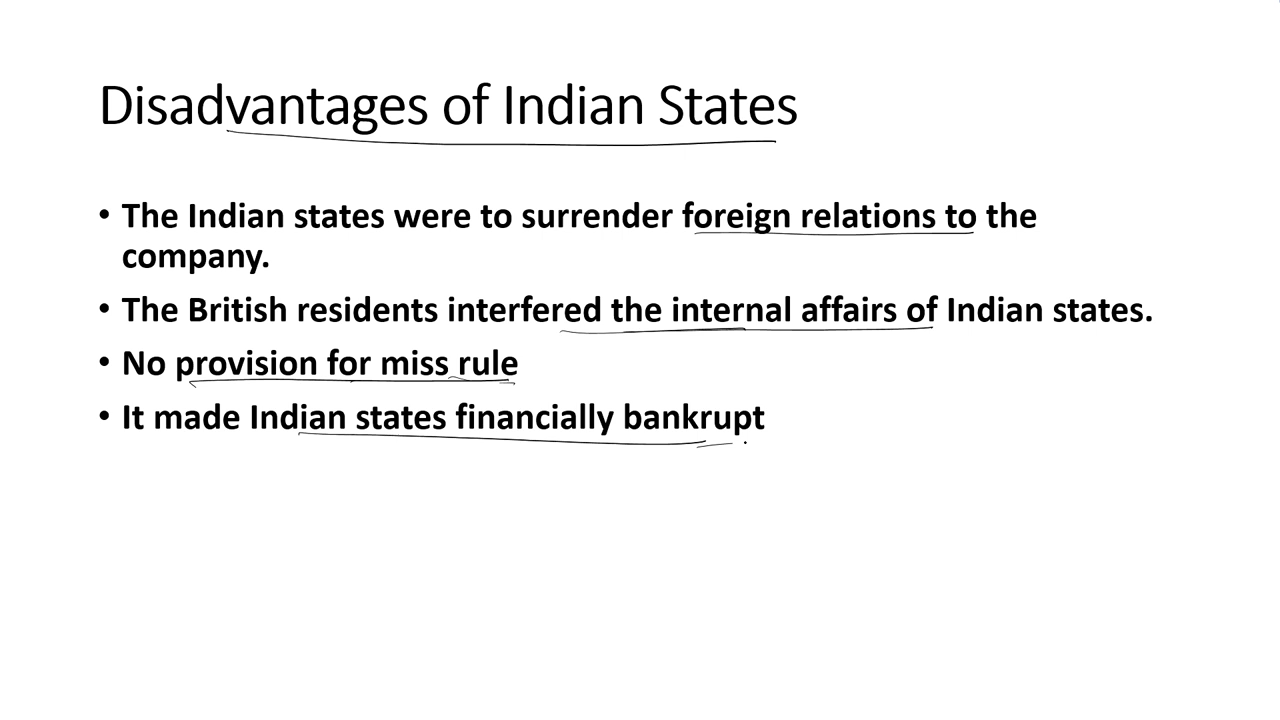 Disadvantages of Indian States
• The Indian states were to surrender foreign relations to the
company.
• The British residents interfered the internal affairs of Indian states.
• No provision for miss rule
• It made Indian states financially bankrupt